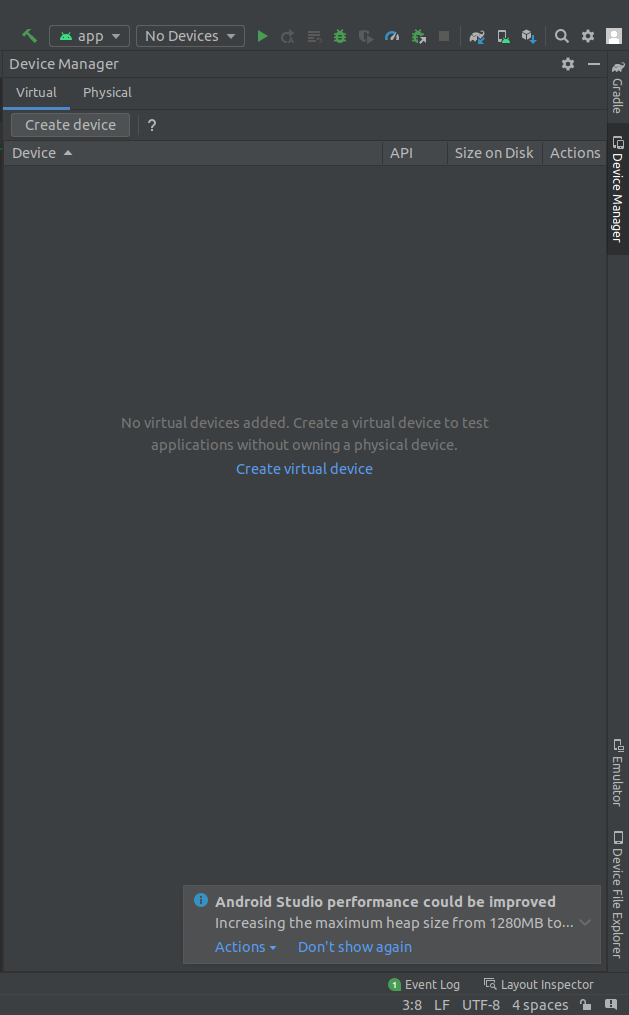 app
No Devices
Device Manager
Virtual
Physical
Create device
?
Device
API
Size on Disk
Actions
No virtual devices added. Create a virtual device to test
applications without owning a physical device.
Create virtual device
Gradle
Device Manager
Emulator
Device File Explorer
Android Studio performance could be improved
Increasing the maximum heap size from 1280MB to...
Actions
Don't show again
1 Event Log
Layout Inspector
3:8 LF UTF-8 4 spaces